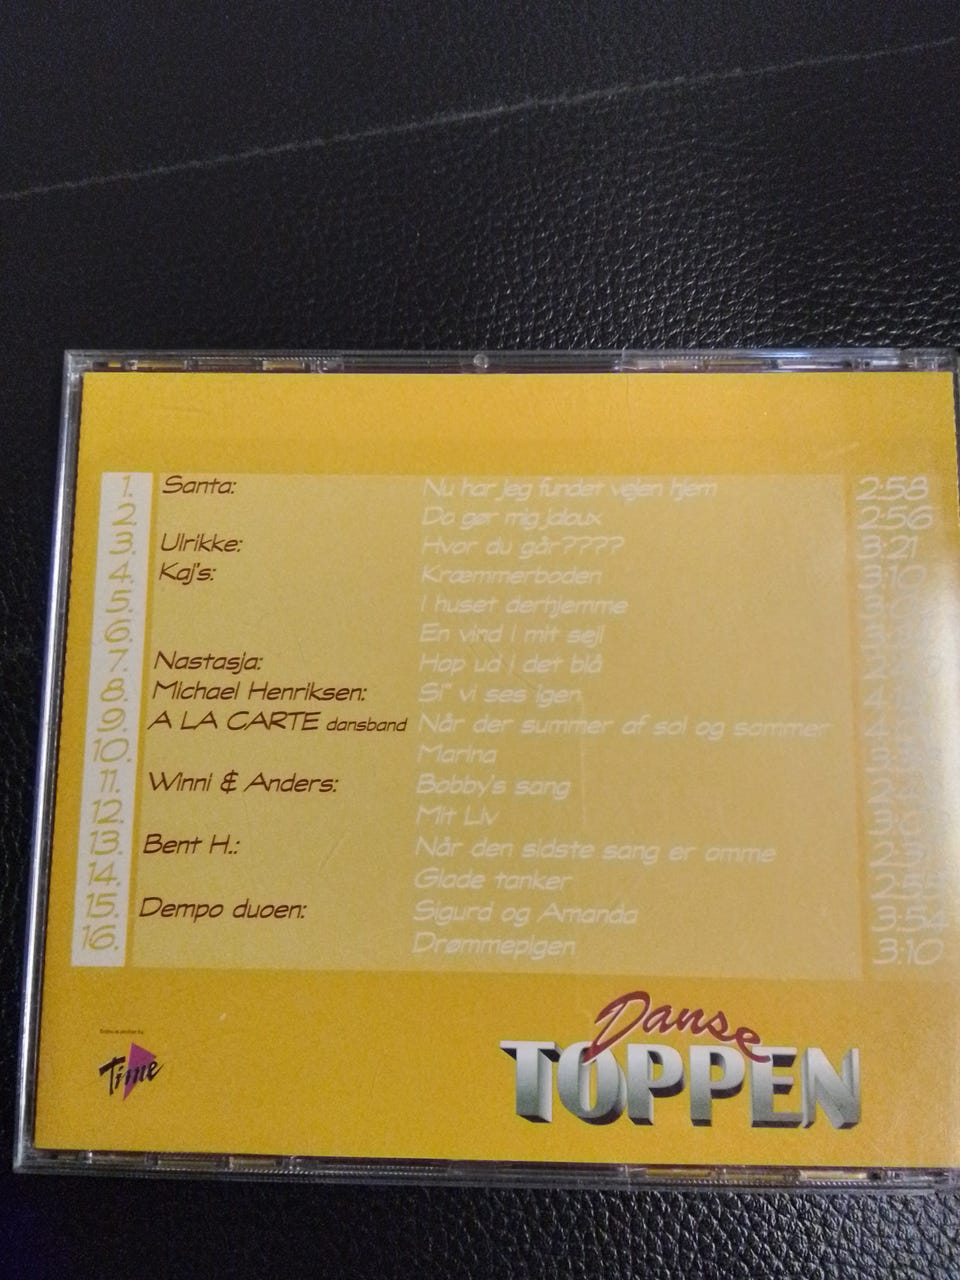 1. Santa: Nu har jeg fundet vejen hjem 2:58
2. Da gør mig jaloux 2:56
3. Ulrikke: Hvor du går???? 3:21
4. Kaj's: Kræmmerboden 3:10
5. I huset derhjemme
6. En vind i mit sejl
7. Nastasja: Hop ud i det blå
8. Michael Henriksen: Si' vi ses igen
9. A LA CARTE dansband Når der summer af sol og sommer
10. Marina
11. Winni & Anders: Bobby's sang
12. Mit Liv
13. Bent H.: Når den sidste sang er omme
14. Glade tanker 2:55
15. Dempo duoen: Sigurd og Amanda 3:54
16. Drømmepigen 3:10
Time
Danse
TOPPEN